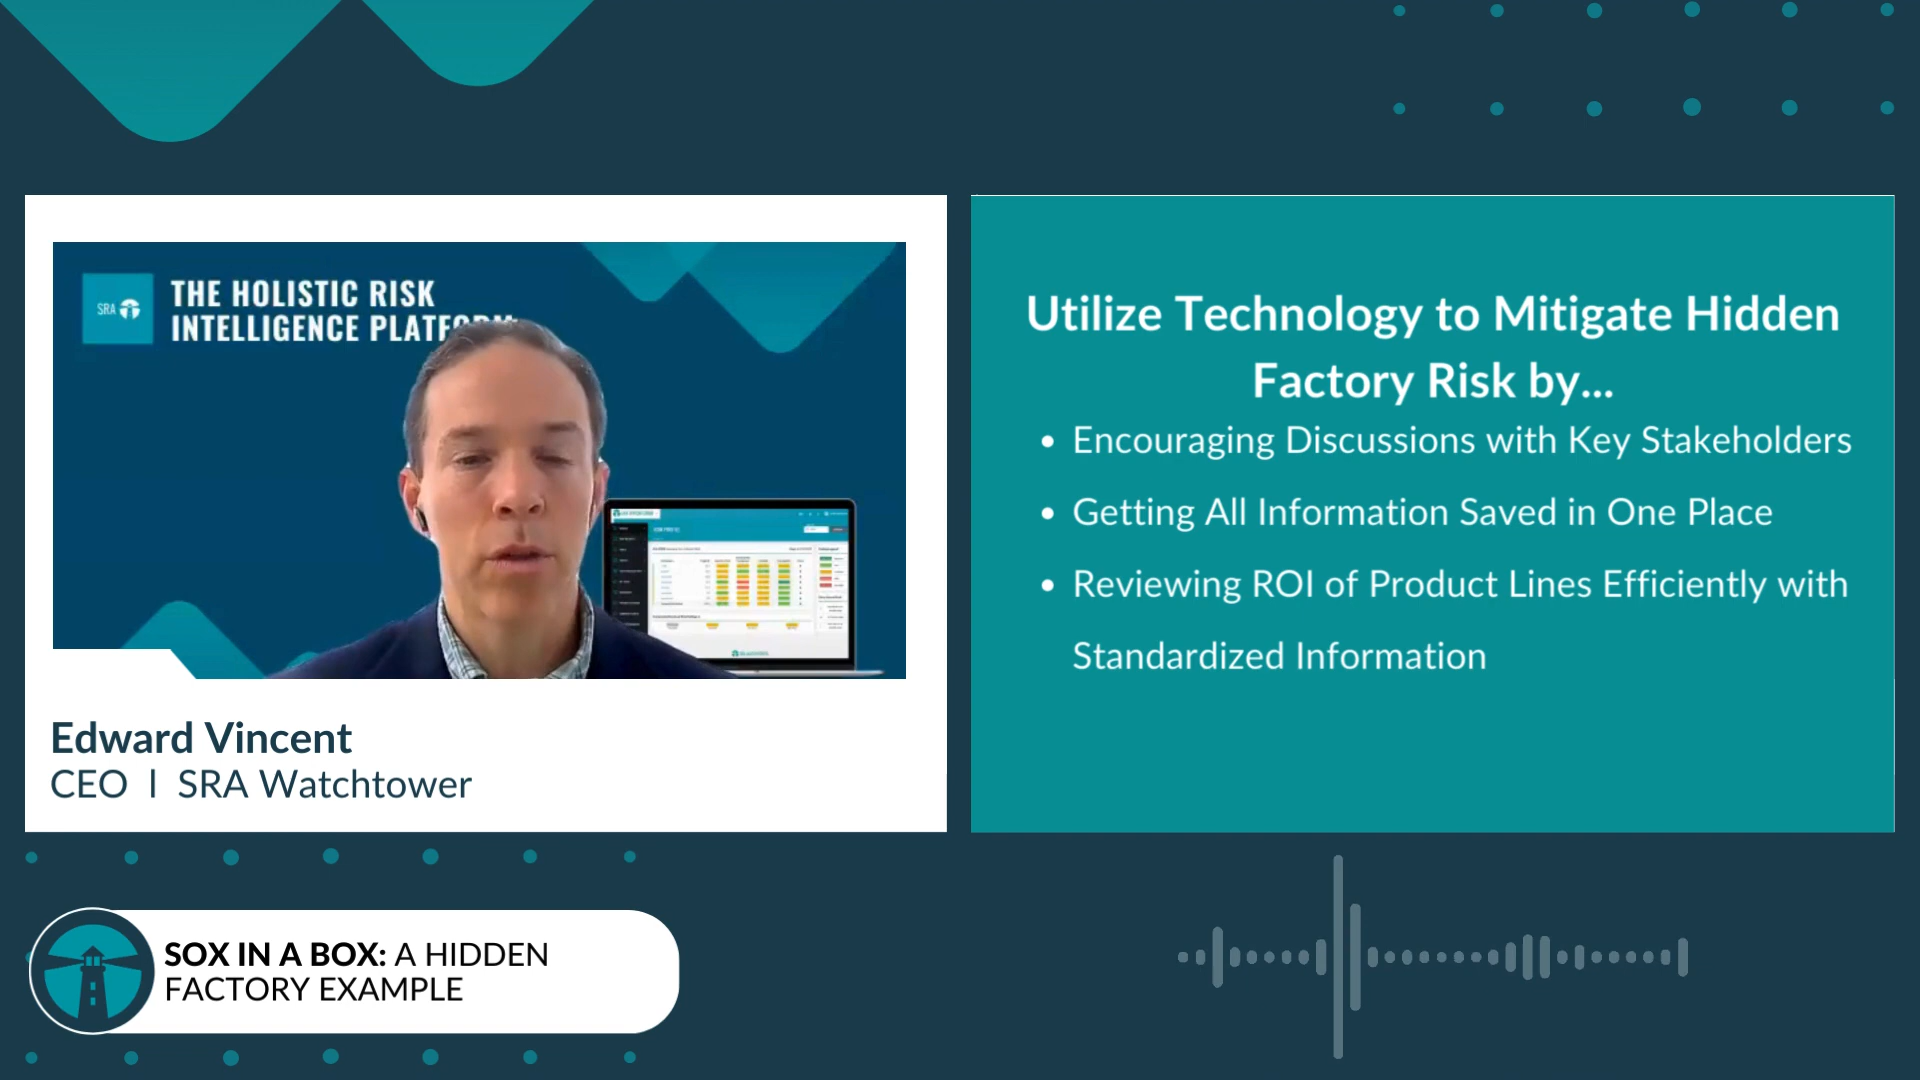 SRA
THE HOLISTIC RISK
INTELLIGENCE PLATFORM
Edward Vincent
CEO | SRA Watchtower
Utilize Technology to Mitigate Hidden
Factory Risk by...
• Encouraging Discussions with Key Stakeholders
• Getting All Information Saved in One Place
• Reviewing ROI of Product Lines Efficiently with
Standardized Information
SOX IN A BOX: A HIDDEN
FACTORY EXAMPLE